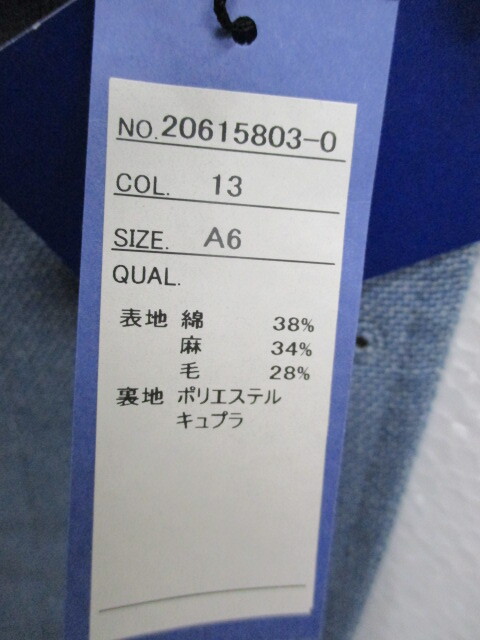 NO.20615803-0
COL. 13
SIZE. A6
QUAL.
表地 綿 38%
麻 34%
毛 28%
裏地 ポリエステル
キュプラ